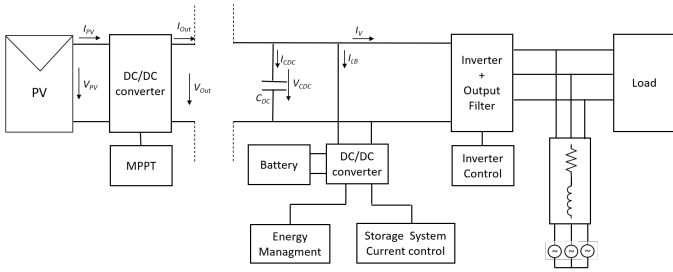 I_PV
I_Out
I_V
PV
V_PV
DC/DC
converter
V_Out
I_CDC
V_CDC
C_DC
I_LB
Inverter
+
Output
Filter
Load
MPPT
Battery
DC/DC
converter
Inverter
Control
Energy
Managment
Storage System
Current control
~ ~ ~